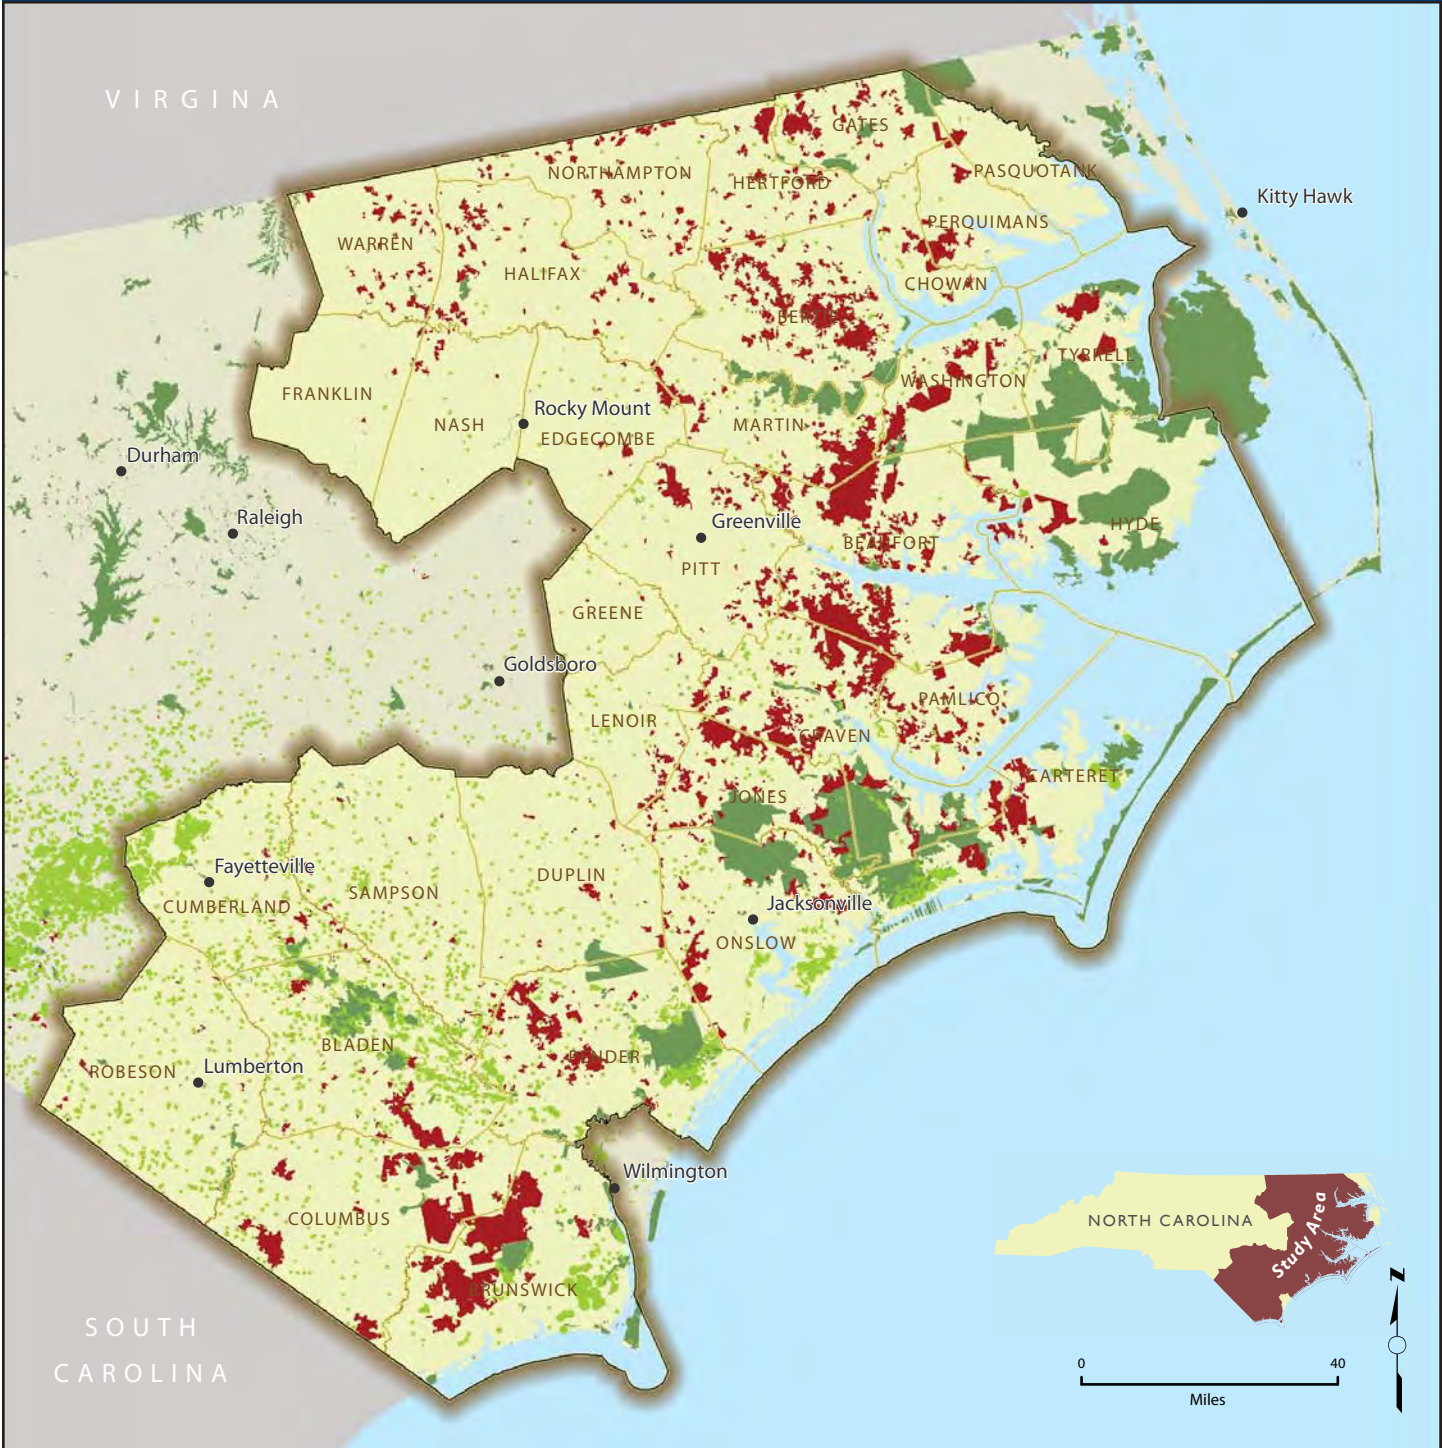 VIRGINA
GATES
PASQUOTANK
NORTHAMPTON
HERTFORD
Kitty Hawk
PERQUIMANS
WARREN
HALIFAX
CHOWAN
BERTIE
TYRRELL
WASHINGTON
FRANKLIN
Rocky Mount
NASH
MARTIN
EDGECOMBE
Durham
Raleigh
Greenville
HYDE
BEAUFORT
PITT
GREENE
Goldsboro
PAMLICO
LENOIR
CRAVEN
CARTERET
JONES
Fayetteville
DUPLIN
SAMPSON
CUMBERLAND
Jacksonville
ONSLOW
BLADEN
PENDER
Lumberton
ROBESON
Wilmington
COLUMBUS
NORTH CAROLINA
Study Area
BRUNSWICK
N
SOUTH
CAROLINA
0 40
Miles